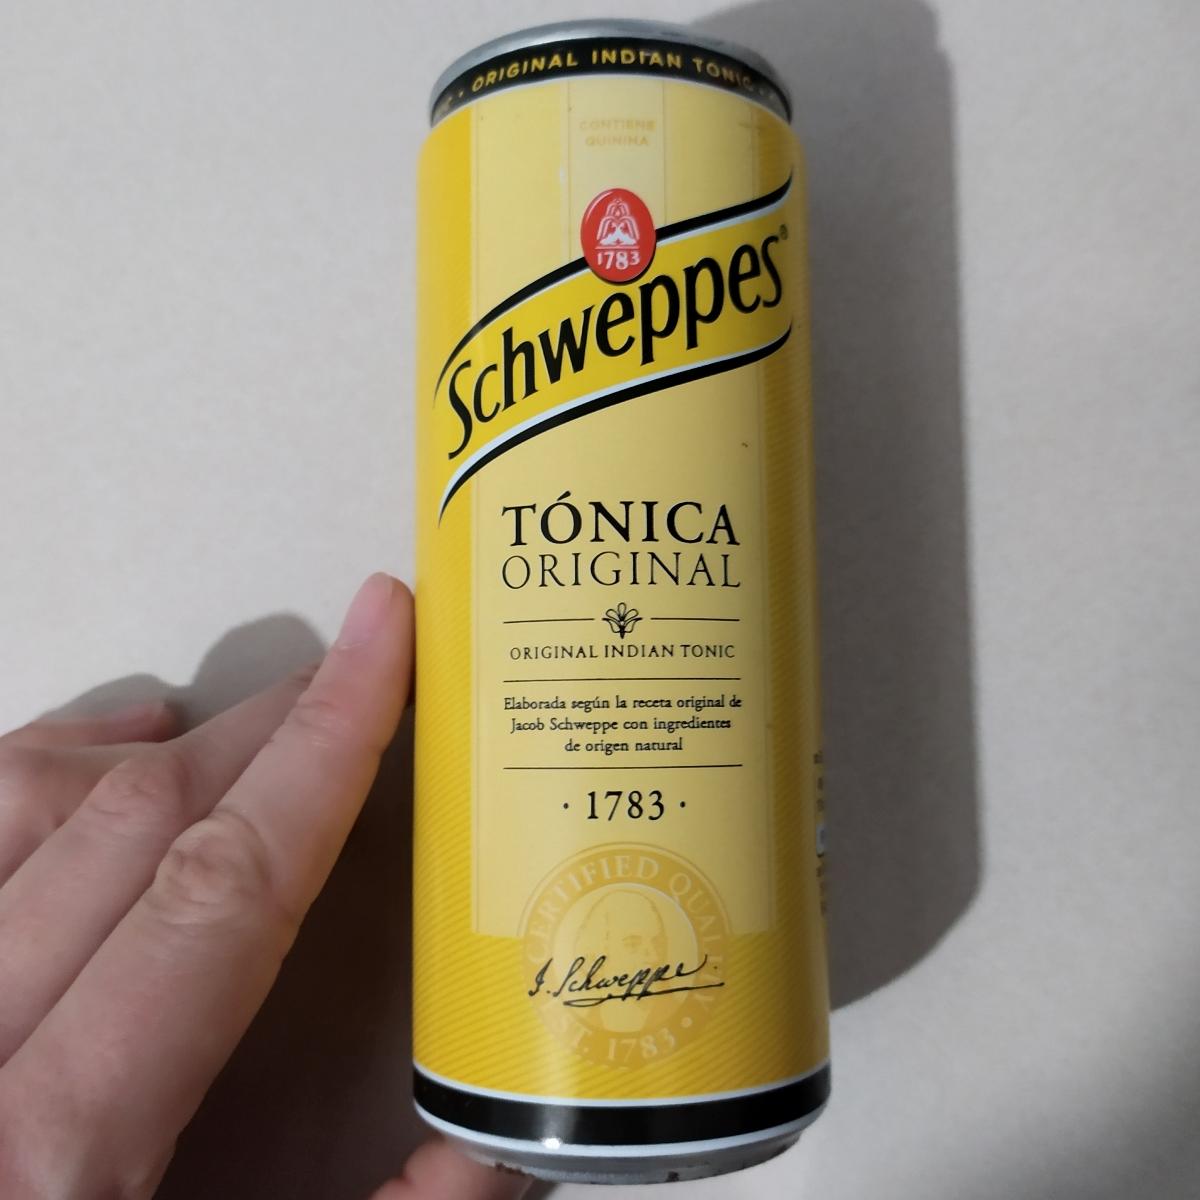 ORIGINAL INDIAN TONIC
CONTIENE
QUININA
1783
Schweppes®
TÓNICA
ORIGINAL
ORIGINAL INDIAN TONIC
Elaborada según la receta original de
Jacob Schweppe con ingredientes
de origen natural
· 1783 ·
CERTIFIED QUALITY
J. Schweppe
EST. 1783